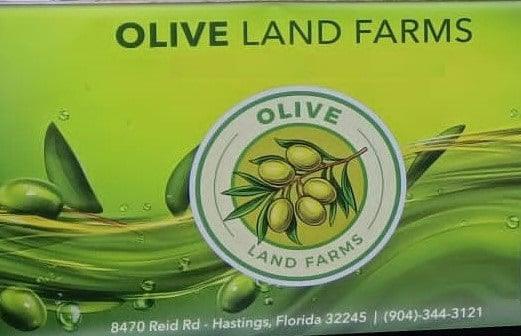 OLIVE LAND FARMS
OLIVE
LAND FARMS
8470 Reid Rd - Hastings, Florida 32245 | (904)-344-3121